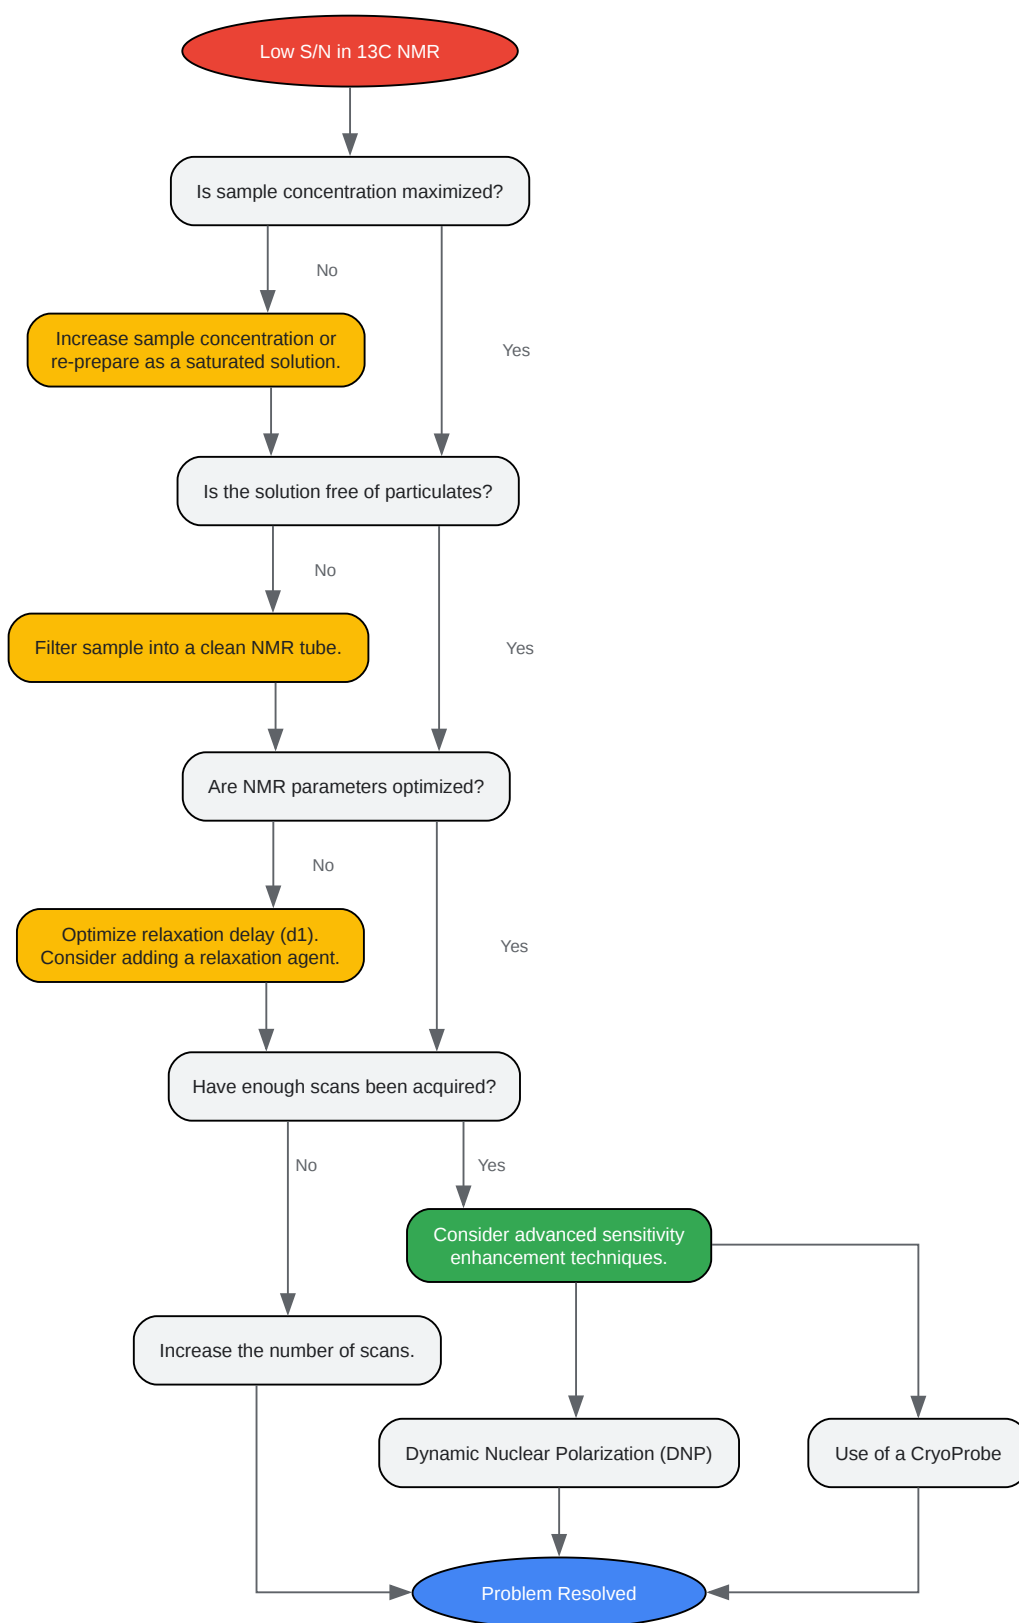 Low S/N in 13C NMR
Is sample concentration maximized?
No
Increase sample concentration or
re-prepare as a saturated solution.
Yes
Is the solution free of particulates?
No
Filter sample into a clean NMR tube.
Yes
Are NMR parameters optimized?
No
Optimize relaxation delay (d1).
Consider adding a relaxation agent.
Yes
Have enough scans been acquired?
No
Yes
Consider advanced sensitivity
enhancement techniques.
Increase the number of scans.
Dynamic Nuclear Polarization (DNP)
Use of a CryoProbe
Problem Resolved